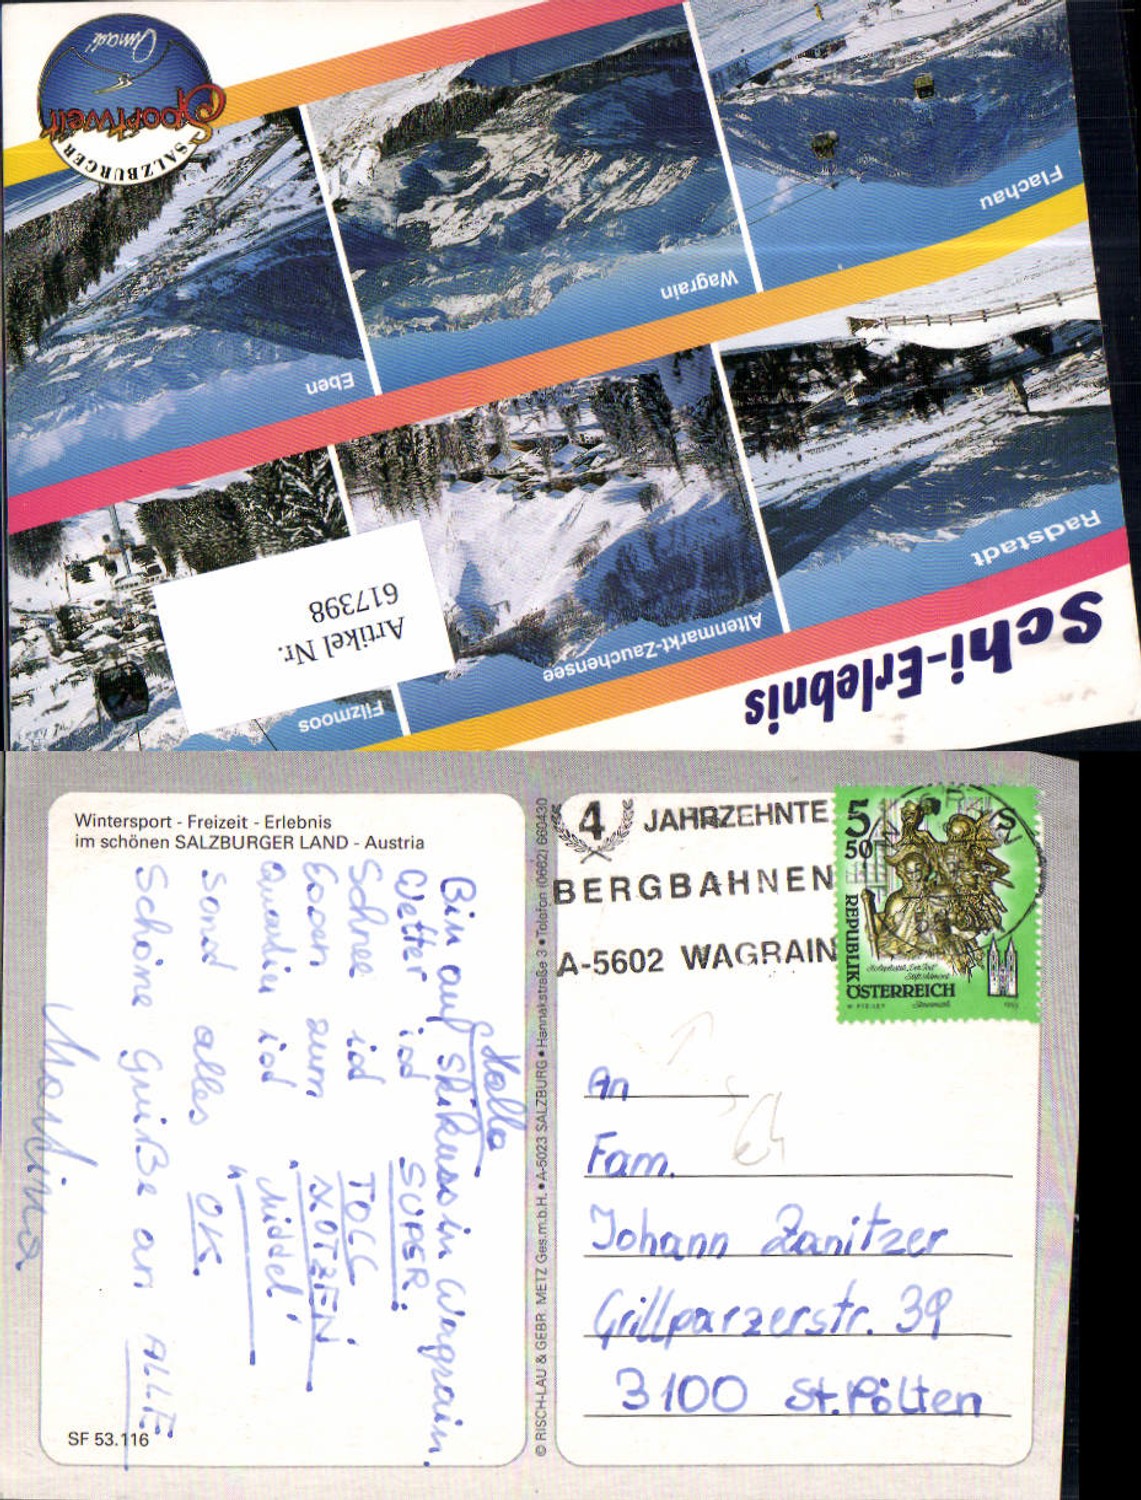 Schi-Erlebnis
Radstadt
Altenmarkt-Zauchensee
Filzmoos
Artikel Nr.
617398
Flachau
Wagrain
Eben
SALZBURGER
Sportwelt
Amadé
Wintersport - Freizeit - Erlebnis
im schönen SALZBURGER LAND - Austria
Hallo
Bin auf Skikurs in Wagrain.
Wetter ist SUPER.
Schnee ist TOLL.
Essen zum "KOTZEN"
Quartier ist "Mittel"
sonst alles OK.
Schöne Grüße an ALLE
Martina
SF 53.116
© RISCH-LAU & GEBR. METZ Ges.m.b.H. • A-5023 SALZBURG • Hannakstraße 3 • Telefon (0662) 660430
4 JAHRZEHNTE
BERGBAHNEN
A-5602 WAGRAIN
5
50
REPUBLIK
ÖSTERREICH
Steiermark
An
Fam.
Johann Zanitzer
Grillparzerstr. 39
3100 St. Pölten